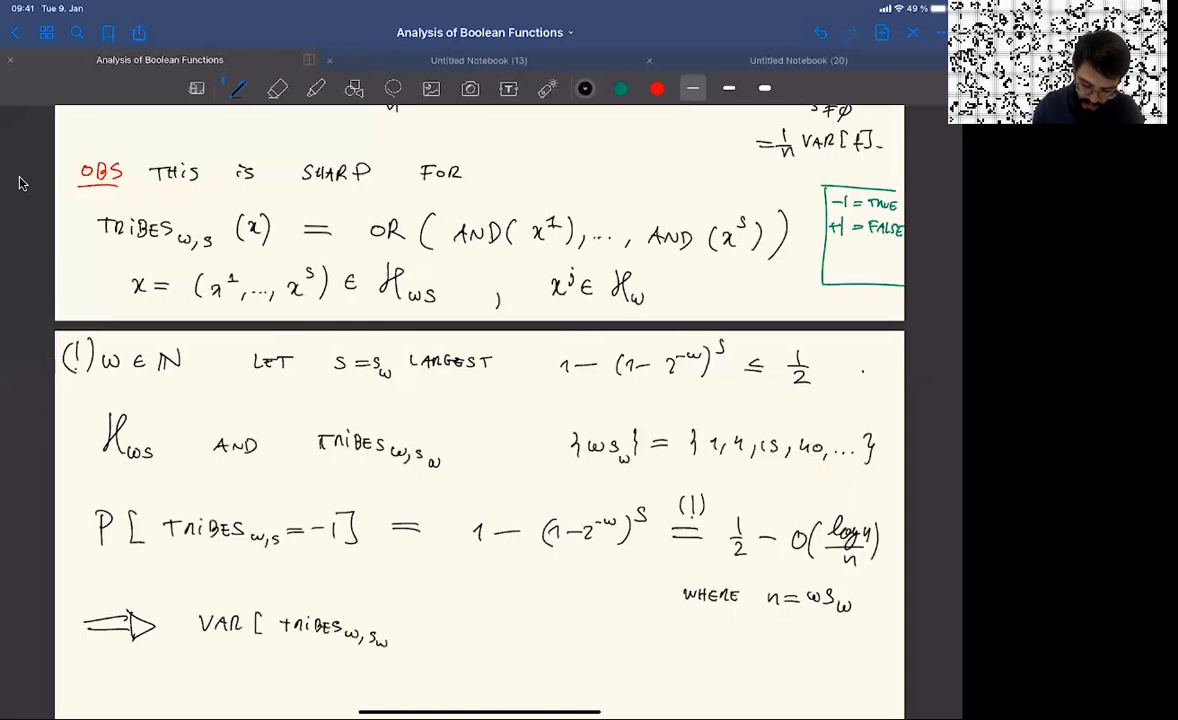 09:41 Tue 9. Jan
49 %
Analysis of Boolean Functions
Analysis of Boolean Functions
Untitled Notebook (13)
Untitled Notebook (20)
n
S ≠ ∅
= 1/n VAR[f].
OBS THIS IS SHARP FOR
-1 = TRUE
+1 = FALSE
TRIBES_{w,s} (x) = OR ( AND( x^1 ),..., AND (x^s) )
x = (x^1,..., x^s) ∈ H_{ws} , x^j ∈ H_w
(!) w ∈ N LET s = s_w LARGEST 1 - (1 - 2^{-w})^s ≤ 1/2 .
H_{ws} AND TRIBES_{w,s_w} {ws_w} = { 1, 4, 15, 40, ... }
P[ TRIBES_{w,s} = -1 ] = 1 - (1-2^{-w})^s = (!) 1/2 - O( log n / n )
WHERE n = ws_w
⟹ VAR [ TRIBES_{w,s_w}